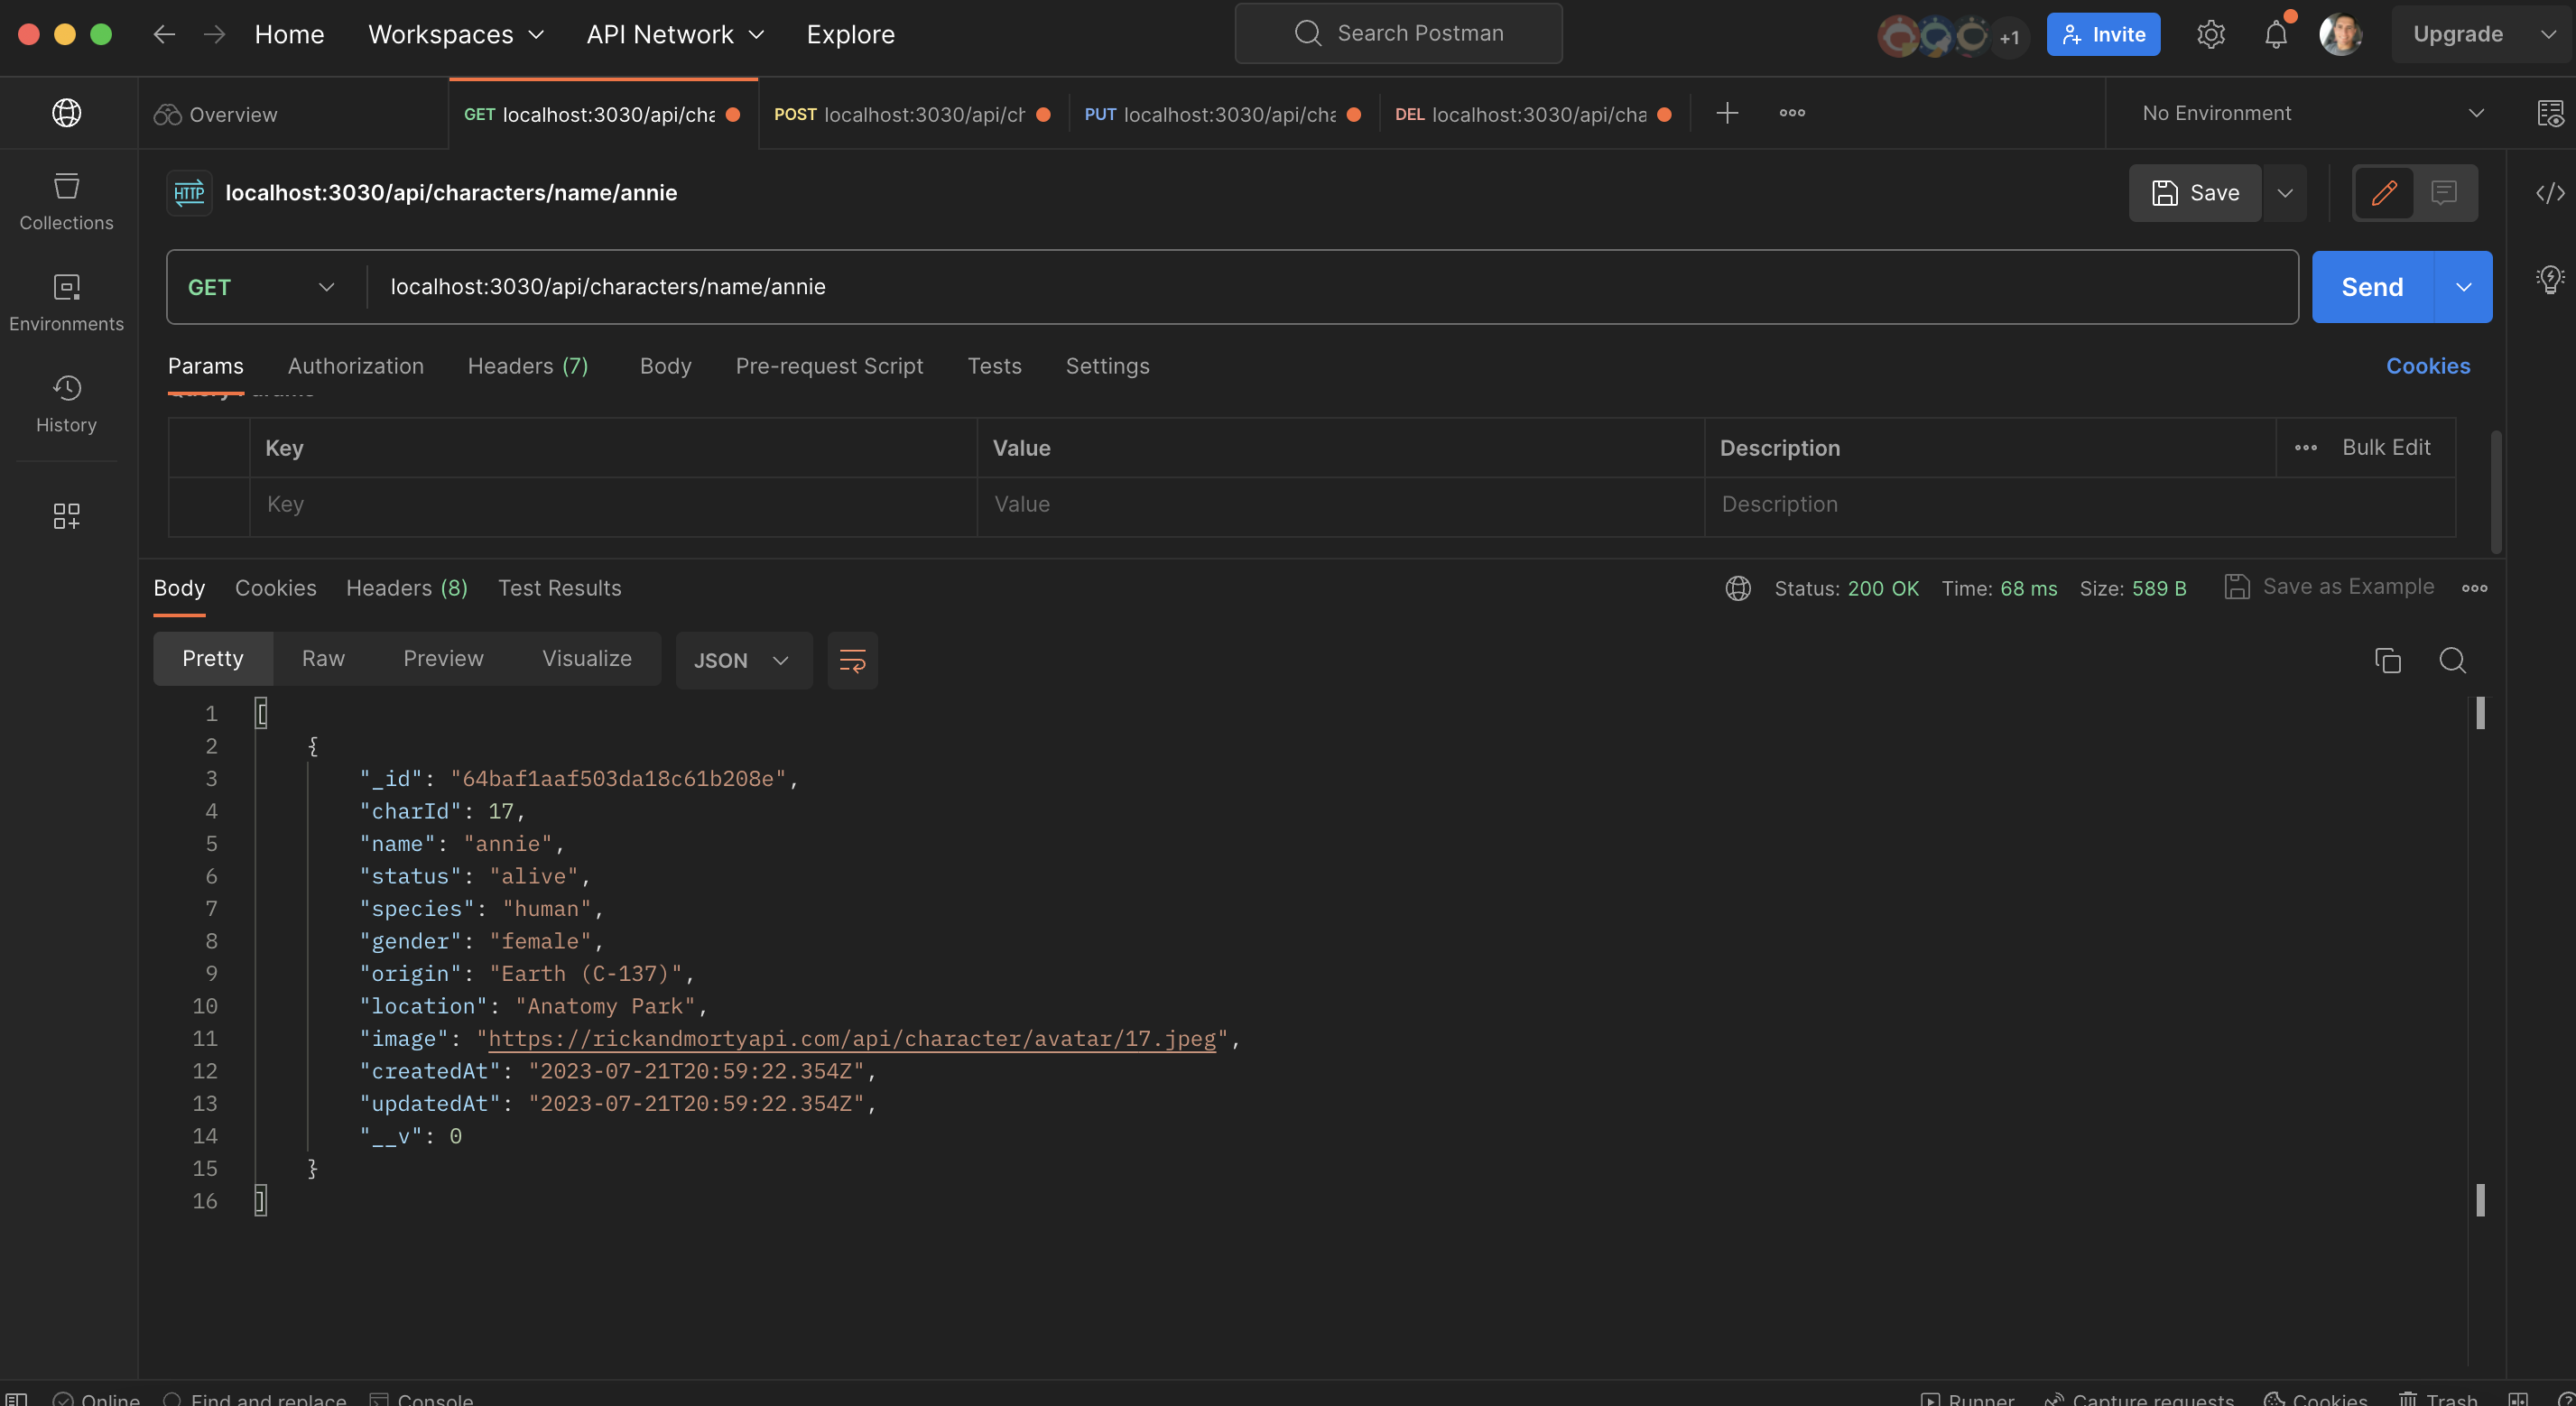 Home Workspaces API Network Explore Search Postman +1 Invite Upgrade
Overview GET localhost:3030/api/cha POST localhost:3030/api/ch PUT localhost:3030/api/cha DEL localhost:3030/api/cha No Environment
HTTP localhost:3030/api/characters/name/annie Save
Collections
Environments
History
GET localhost:3030/api/characters/name/annie Send
Params Authorization Headers (7) Body Pre-request Script Tests Settings Cookies
Query Params
Key Value Description Bulk Edit
Key Value Description
Body Cookies Headers (8) Test Results Status: 200 OK Time: 68 ms Size: 589 B Save as Example
Pretty Raw Preview Visualize JSON
1 [
2 {
3 "_id": "64baf1aaf503da18c61b208e",
4 "charId": 17,
5 "name": "annie",
6 "status": "alive",
7 "species": "human",
8 "gender": "female",
9 "origin": "Earth (C-137)",
10 "location": "Anatomy Park",
11 "image": "https://rickandmortyapi.com/api/character/avatar/17.jpeg",
12 "createdAt": "2023-07-21T20:59:22.354Z",
13 "updatedAt": "2023-07-21T20:59:22.354Z",
14 "__v": 0
15 }
16 ]
Online Find and replace Console Runner Capture requests Cookies Trash